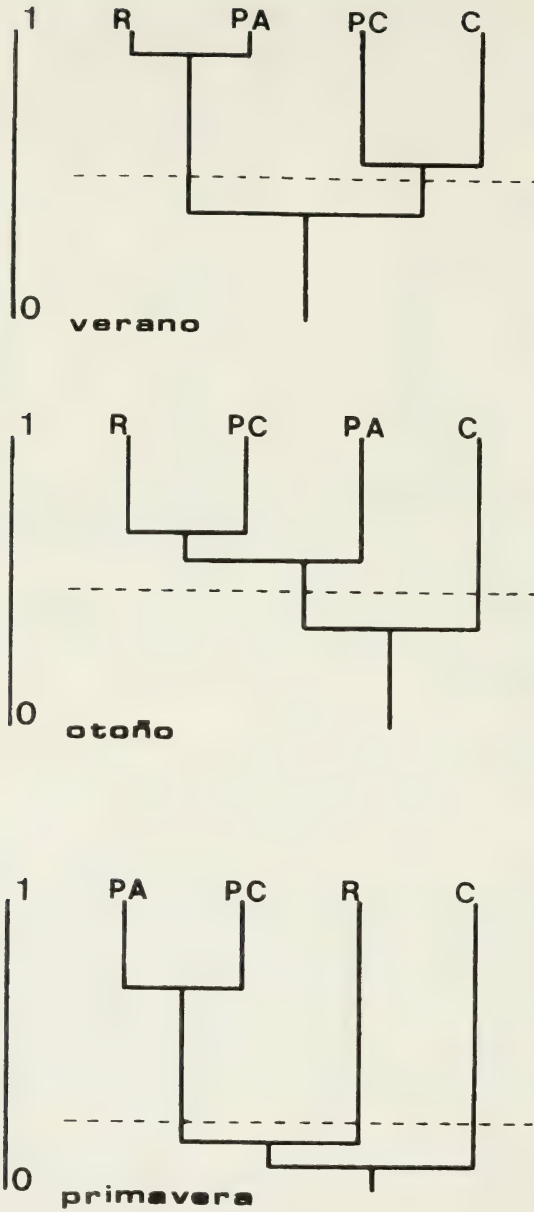 1 R PA PC C
0
verano
1 R PC PA C
0
otoño
1 PA PC R C
0
primavera